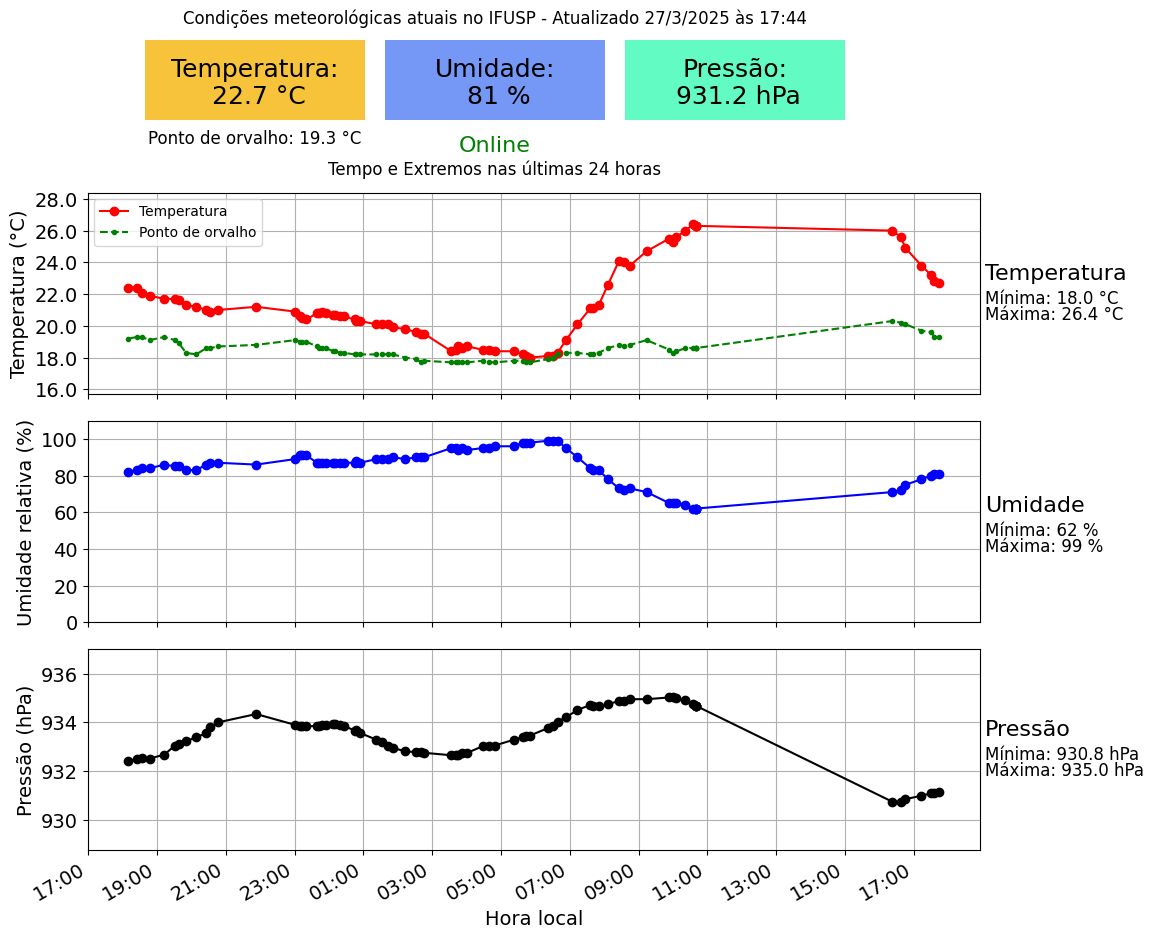 Condições meteorológicas atuais no IFUSP - Atualizado 27/3/2025 às 17:44
Temperatura:
22.7 °C
Umidade:
81 %
Pressão:
931.2 hPa
Ponto de orvalho: 19.3 °C
Online
Tempo e Extremos nas últimas 24 horas
Temperatura (°C)
28.0
26.0
24.0
22.0
20.0
18.0
16.0
Temperatura
Ponto de orvalho
Temperatura
Mínima: 18.0 °C
Máxima: 26.4 °C
Umidade relativa (%)
100
80
60
40
20
0
Umidade
Mínima: 62 %
Máxima: 99 %
Pressão (hPa)
936
934
932
930
Pressão
Mínima: 930.8 hPa
Máxima: 935.0 hPa
17:00
19:00
21:00
23:00
01:00
03:00
05:00
07:00
09:00
11:00
13:00
15:00
17:00
Hora local